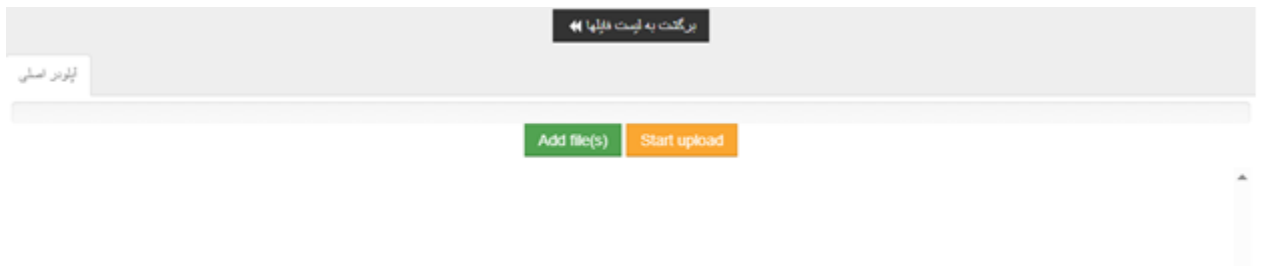 برگشت به لیست فایلها
آپلودر اصلی
Add file(s) Start upload